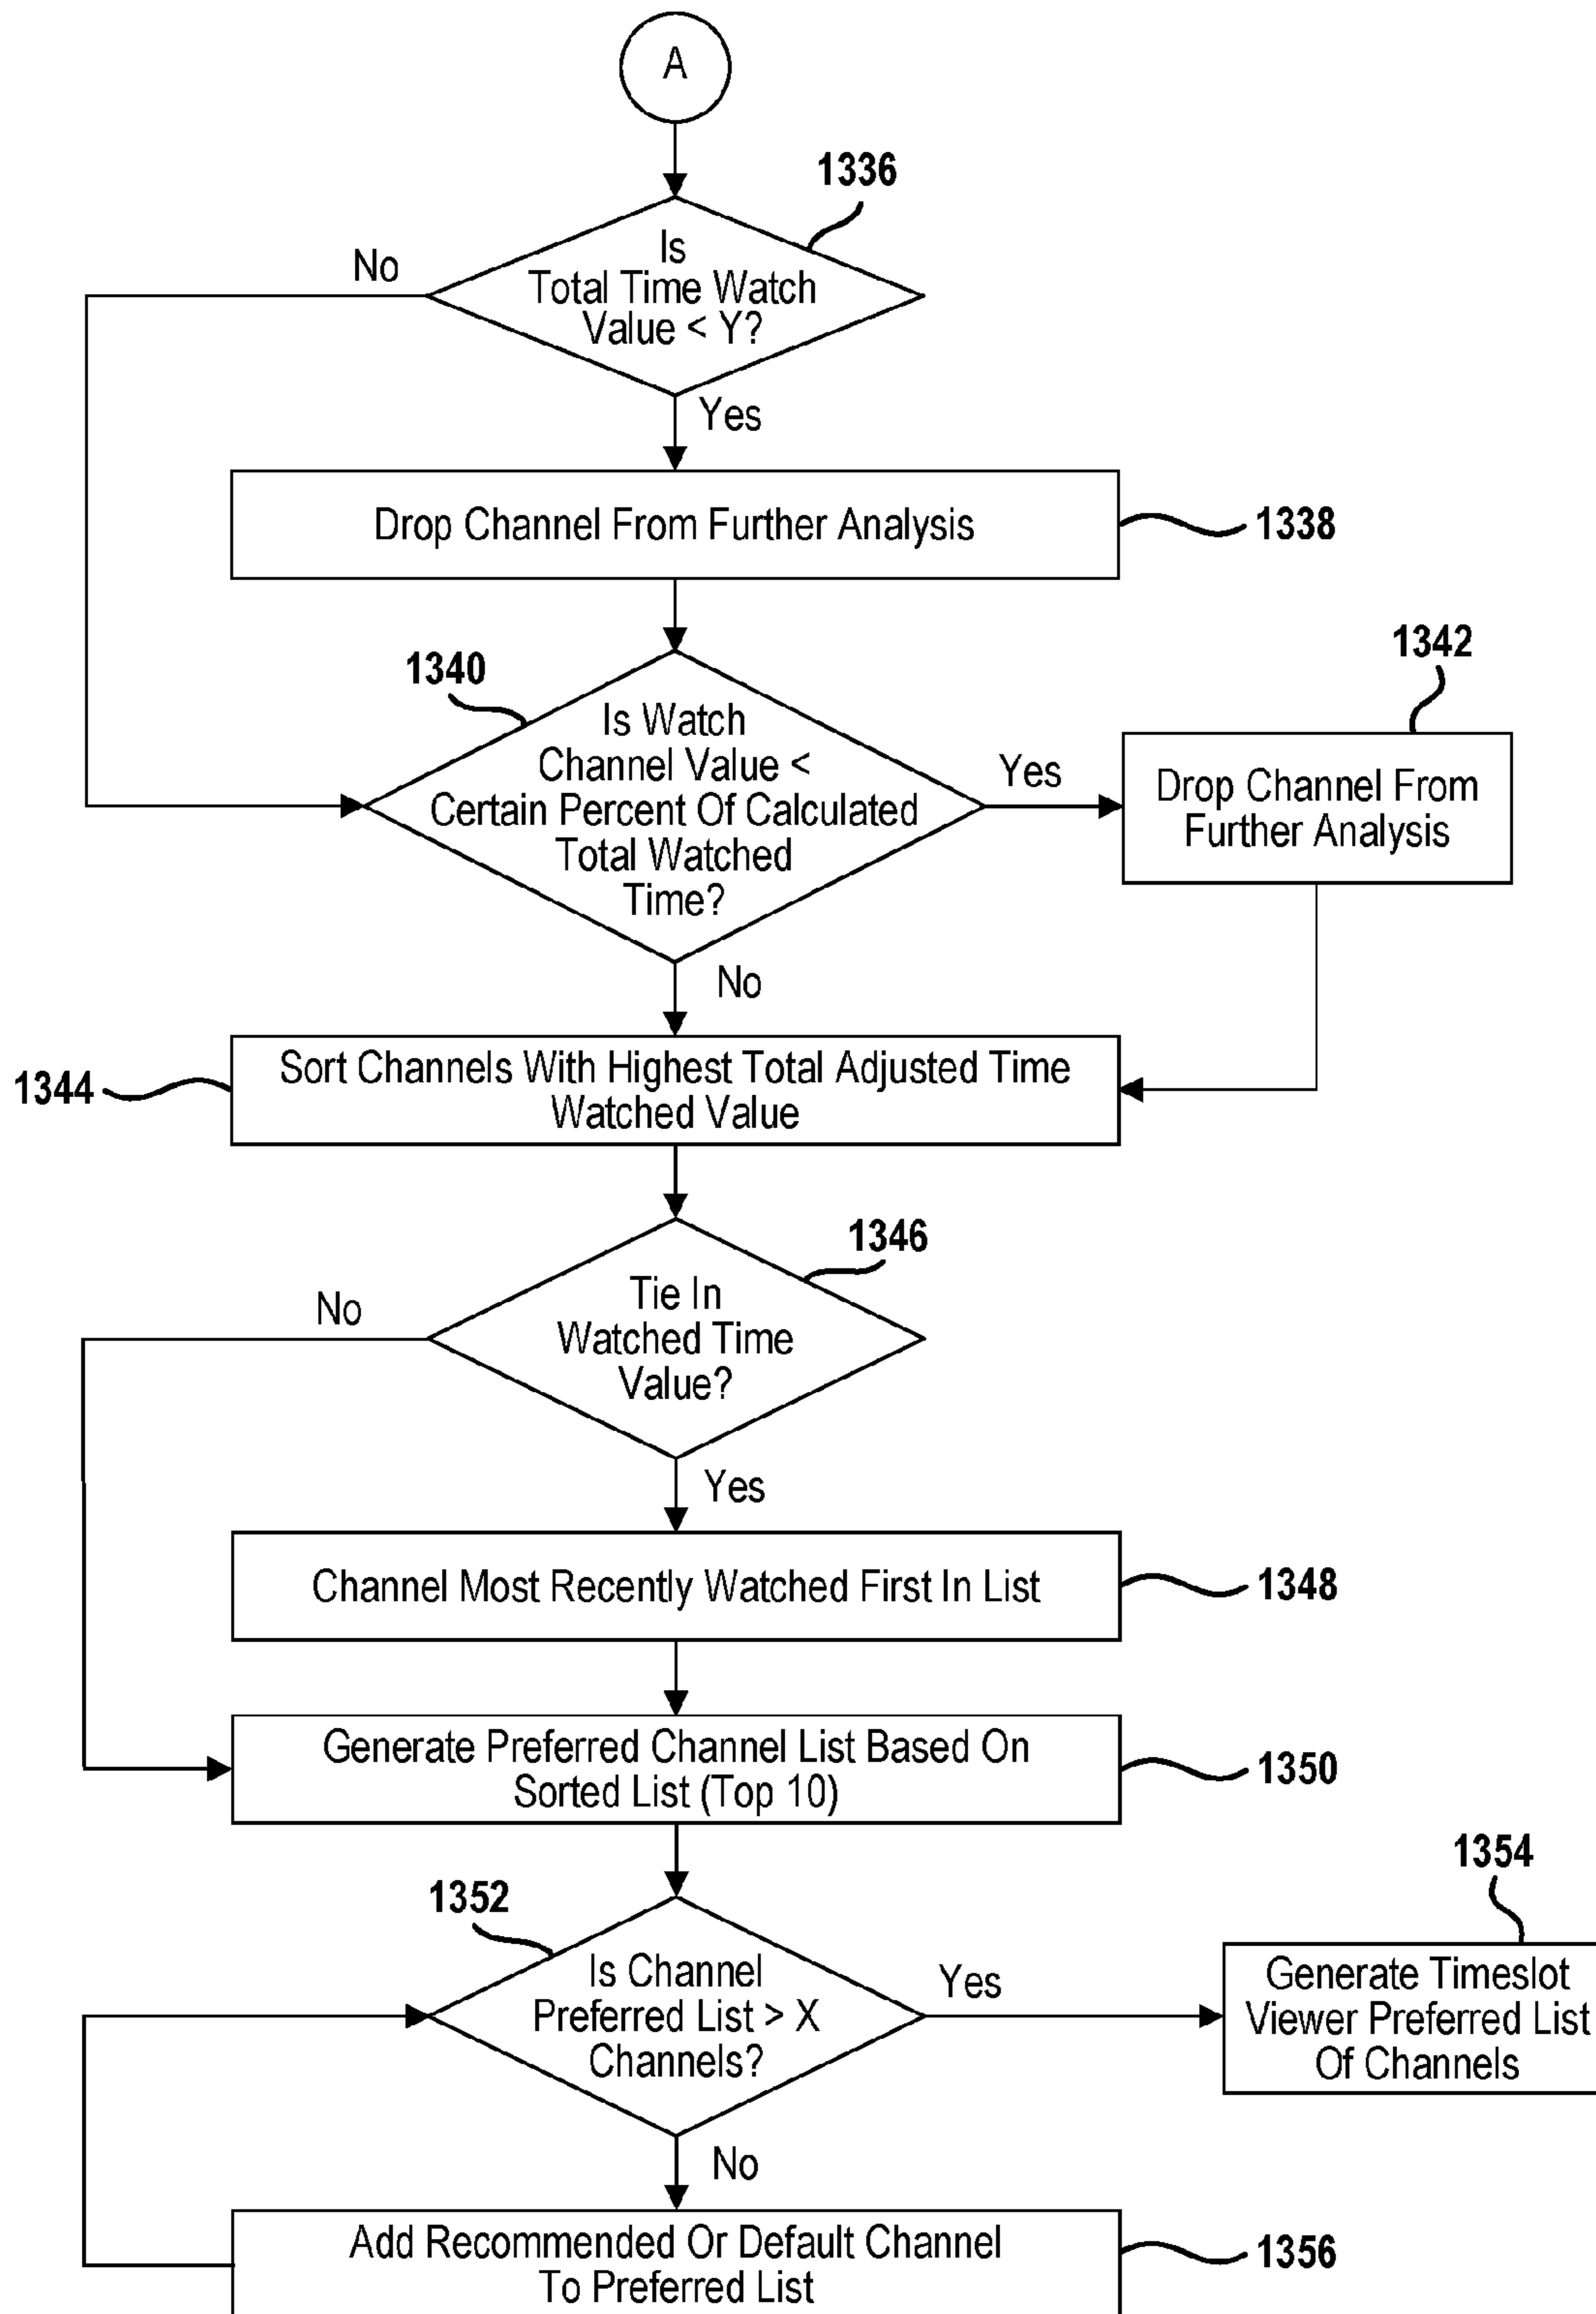 A
1336
Is
Total Time Watch
Value < Y?
No
Yes
Drop Channel From Further Analysis
1338
1340
Is Watch
Channel Value <
Certain Percent Of Calculated
Total Watched
Time?
Yes
1342
Drop Channel From
Further Analysis
No
1344
Sort Channels With Highest Total Adjusted Time
Watched Value
1346
Tie In
Watched Time
Value?
No
Yes
Channel Most Recently Watched First In List
1348
Generate Preferred Channel List Based On
Sorted List (Top 10)
1350
1352
Is Channel
Preferred List > X
Channels?
Yes
1354
Generate Timeslot
Viewer Preferred List
Of Channels
No
Add Recommended Or Default Channel
To Preferred List
1356